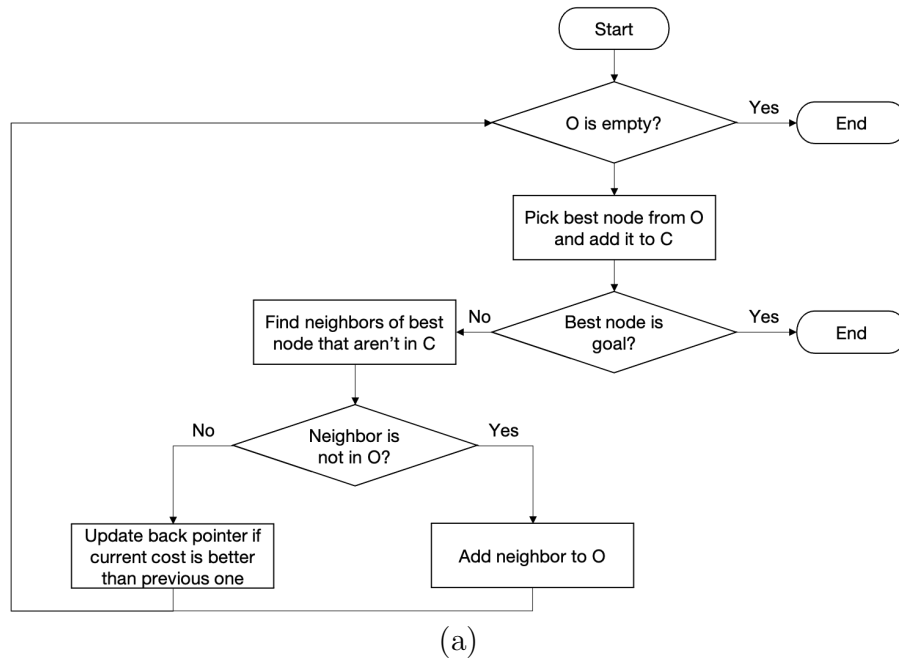 Start
O is empty?
Yes
End
Pick best node from O
and add it to C
Best node is
goal?
Yes
End
No
Find neighbors of best
node that aren't in C
Neighbor is
not in O?
No
Yes
Update back pointer if
current cost is better
than previous one
Add neighbor to O
(a)